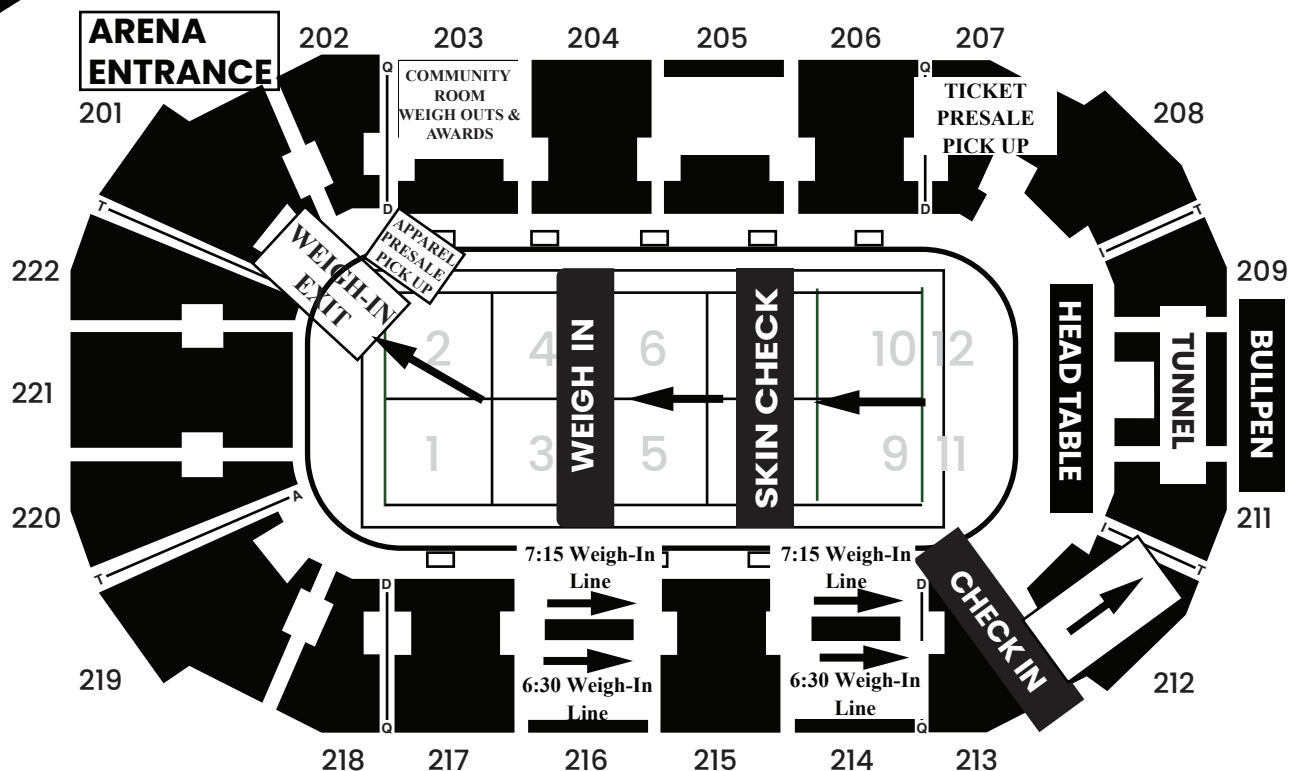 ARENA
ENTRANCE
202
203
204
205
206
207
201
208
Q
Q
COMMUNITY
ROOM
WEIGH OUTS &
AWARDS
TICKET
PRESALE
PICK UP
T
D
D
T
APPAREL
PRESALE
PICK UP
WEIGH-IN
EXIT
I
222
209
2
4
6
10
12
WEIGH IN
SKIN CHECK
HEAD TABLE
TUNNEL
BULLPEN
221
1
3
5
9
11
220
A
211
I
T
T
7:15 Weigh-In
Line
7:15 Weigh-In
Line
D
D
CHECK IN
6:30 Weigh-In
Line
6:30 Weigh-In
Line
219
212
Q
Q
218
217
216
215
214
213